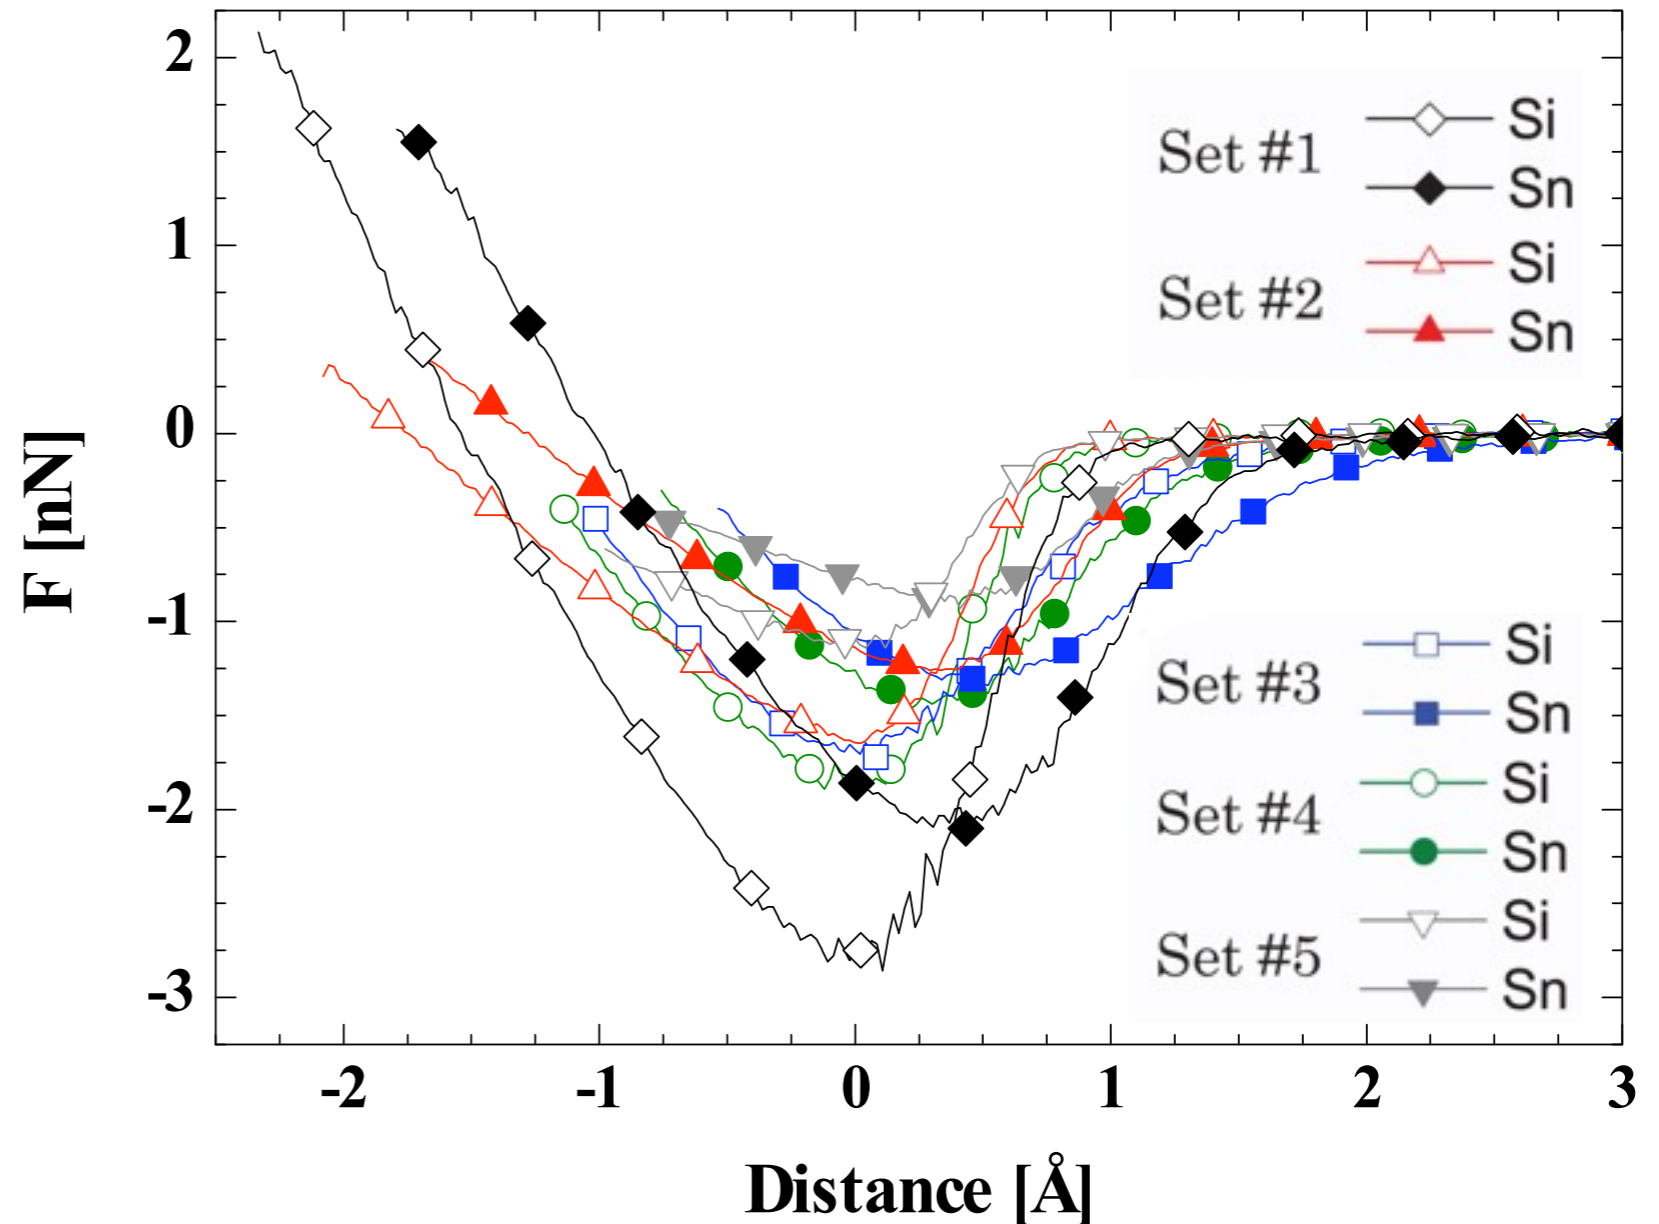 2
1
0
-1
-2
-3
F [nN]
-2 -1 0 1 2 3
Distance [Å]
Set #1
Si
Sn
Set #2
Si
Sn
Set #3
Si
Sn
Set #4
Si
Sn
Set #5
Si
Sn